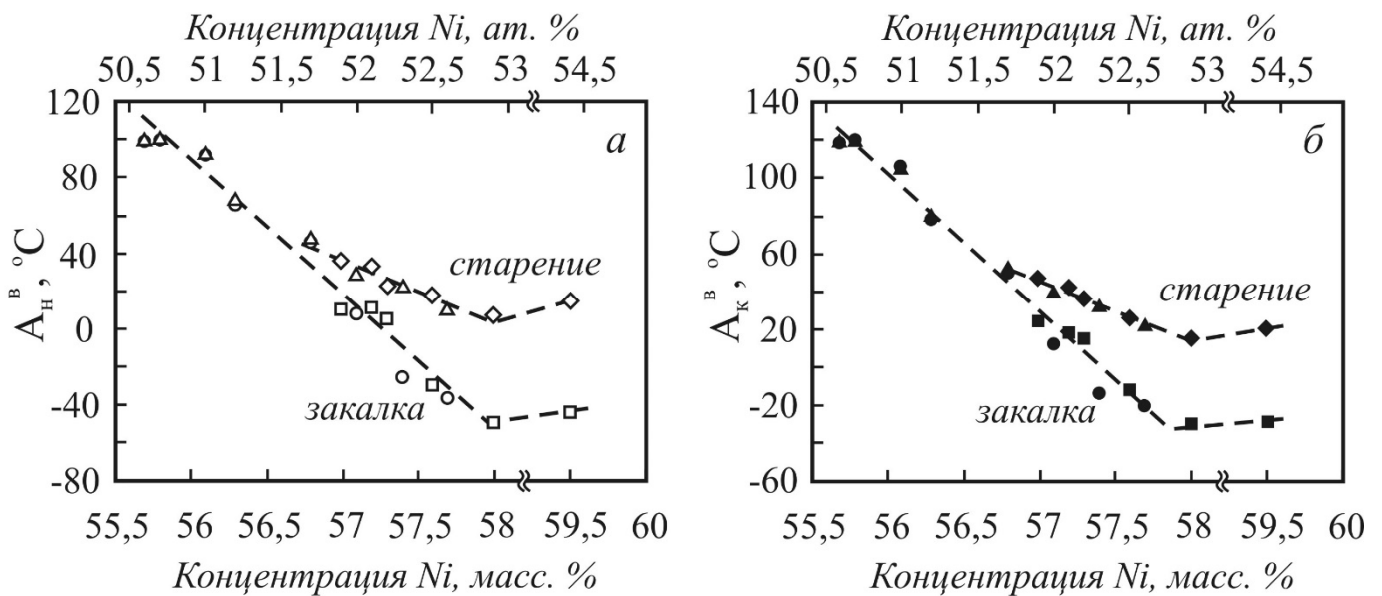 Концентрация Ni, ат. %
50,5 51 51,5 52 52,5 53 54,5
120
80
40
0
-40
-80
Aнᴮ, °C
а
старение
закалка
55,5 56 56,5 57 57,5 58 59,5 60
Концентрация Ni, масс. %
Концентрация Ni, ат. %
50,5 51 51,5 52 52,5 53 54,5
140
100
60
20
-20
-60
Aкᴮ, °C
б
старение
закалка
55,5 56 56,5 57 57,5 58 59,5 60
Концентрация Ni, масс. %